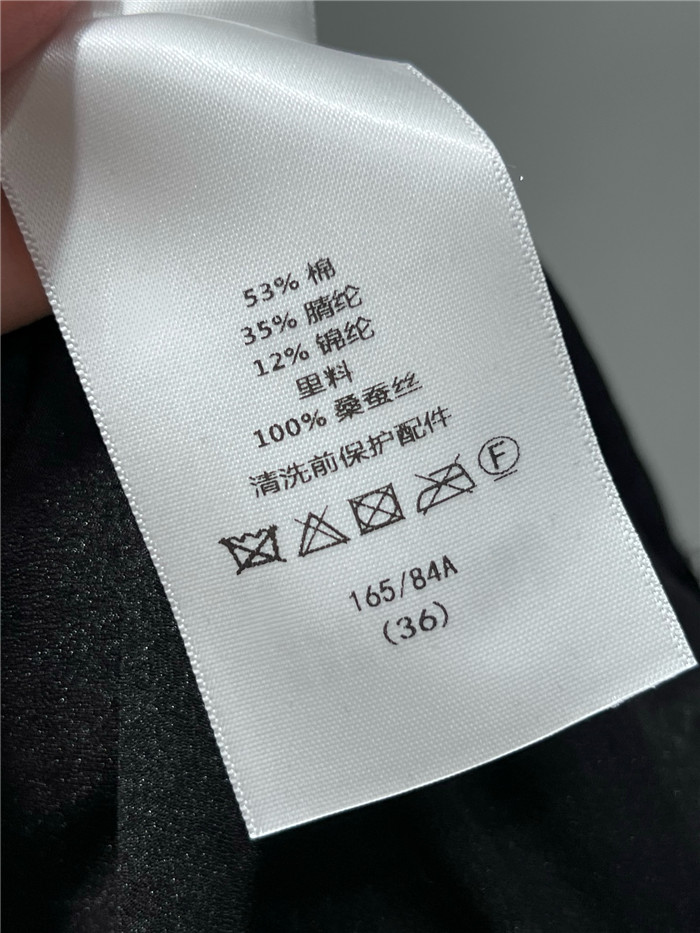 53% 棉
35% 腈纶
12% 锦纶
里料
100% 桑蚕丝
清洗前保护配件
F
165/84A
(36)